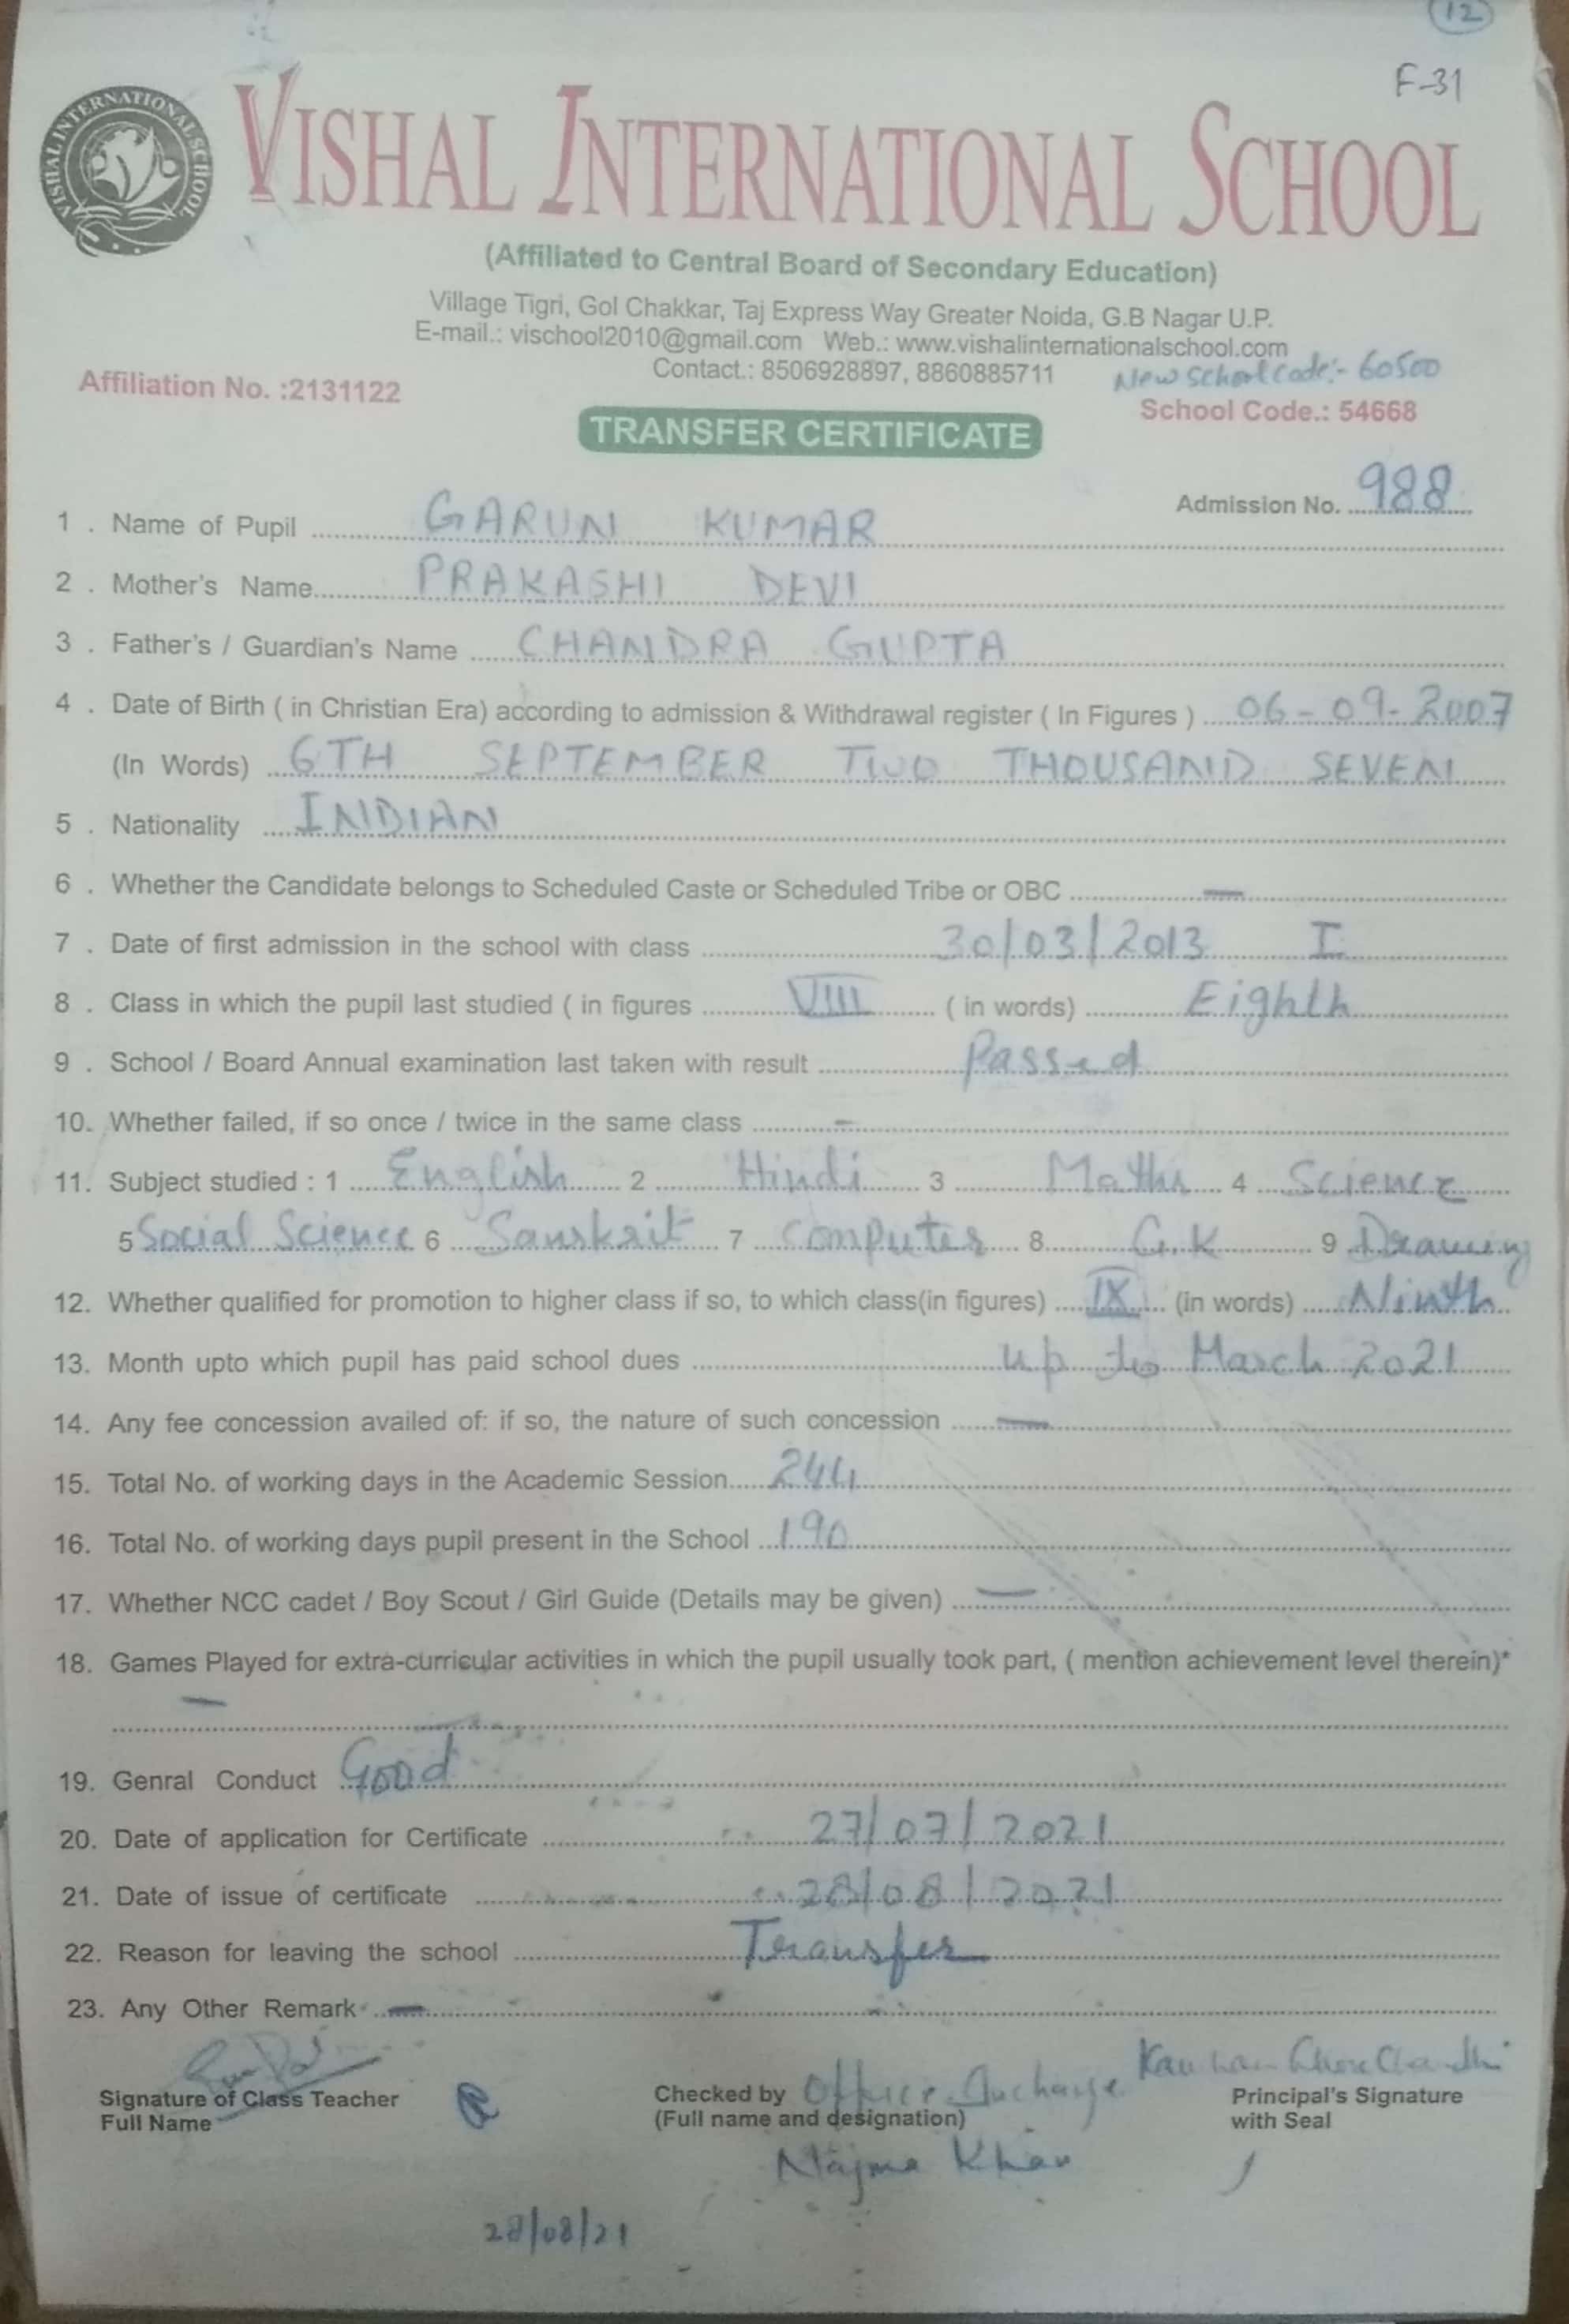 12
F-31
VISHAL INTERNATIONAL SCHOOL
VISHAL INTERNATIONAL SCHOOL
(Affiliated to Central Board of Secondary Education)
Village Tigri, Gol Chakkar, Taj Express Way Greater Noida, G.B Nagar U.P.
E-mail.: vischool2010@gmail.com Web.: www.vishalinternationalschool.com
Contact.: 8506928897, 8860885711 New School code:- 60500
Affiliation No. :2131122 School Code.: 54668
TRANSFER CERTIFICATE
Admission No. 988
1 . Name of Pupil GARUN KUMAR
2 . Mother's Name PRAKASHI DEVI
3 . Father's / Guardian's Name CHANDRA GUPTA
4 . Date of Birth ( in Christian Era) according to admission & Withdrawal register ( In Figures ) 06-09-2007
(In Words) 6TH SEPTEMBER TWO THOUSAND SEVEN
5 . Nationality INDIAN
6 . Whether the Candidate belongs to Scheduled Caste or Scheduled Tribe or OBC —
7 . Date of first admission in the school with class 30/03/2013 I
8 . Class in which the pupil last studied ( in figures VIII ( in words) Eighth
9 . School / Board Annual examination last taken with result Passed
10. Whether failed, if so once / twice in the same class -
11. Subject studied : 1 English 2 Hindi 3 Maths 4 Science
5 Social Science 6 Sanskrit 7 Computer 8 G.K 9 Drawing
12. Whether qualified for promotion to higher class if so, to which class(in figures) IX (in words) Ninth
13. Month upto which pupil has paid school dues up to March 2021
14. Any fee concession availed of: if so, the nature of such concession —
15. Total No. of working days in the Academic Session 244
16. Total No. of working days pupil present in the School 190
17. Whether NCC cadet / Boy Scout / Girl Guide (Details may be given) —
18. Games Played for extra-curricular activities in which the pupil usually took part, ( mention achievement level therein)*
—
19. Genral Conduct Good
20. Date of application for Certificate 27/07/2021
21. Date of issue of certificate 28/08/2021
22. Reason for leaving the school Transfer
23. Any Other Remark —
Signature of Class Teacher Checked by Office Incharge Principal's Signature
Full Name (Full name and designation) with Seal
Najma Khan
28/08/21